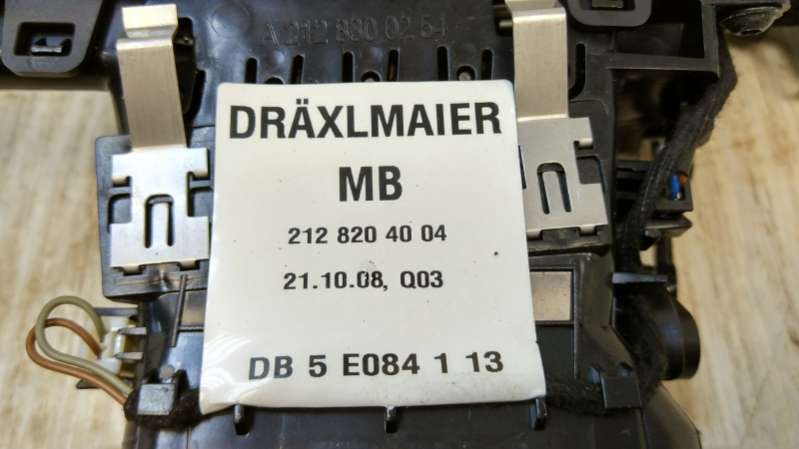 A 212 830 02 54
DRÄXLMAIER
MB
212 820 40 04
21.10.08, Q03
DB 5 E084 1 13